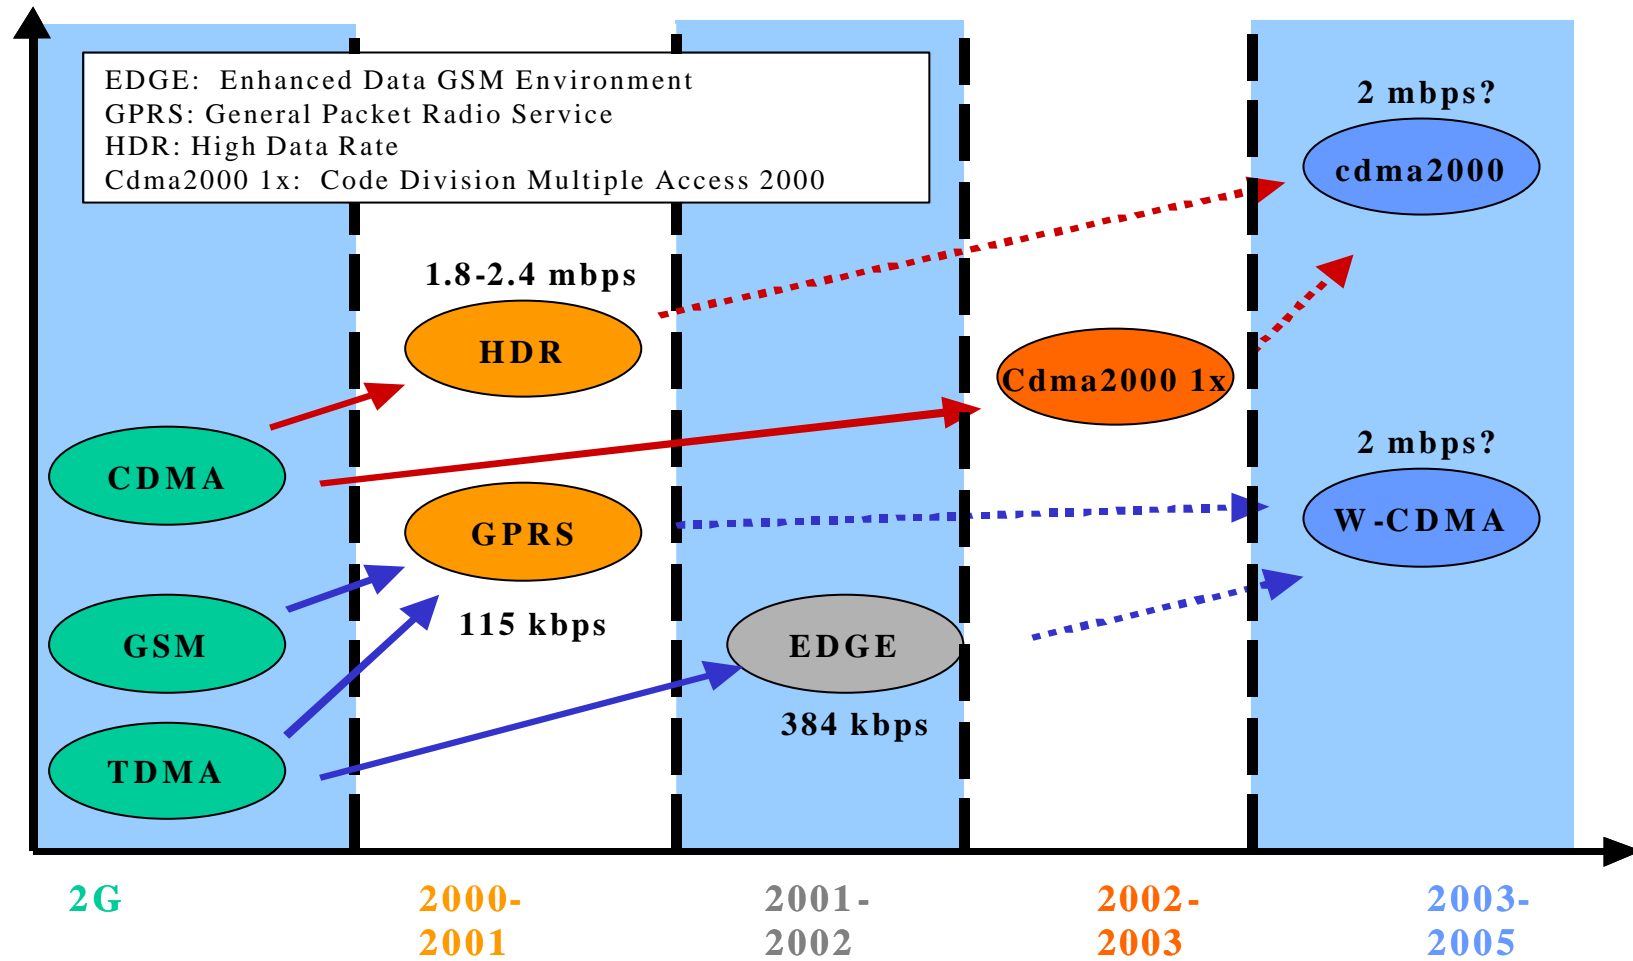 EDGE: Enhanced Data GSM Environment
GPRS: General Packet Radio Service
HDR: High Data Rate
Cdma2000 1x: Code Division Multiple Access 2000
2 mbps?
cdma2000
1.8-2.4 mbps
HDR
Cdma2000 1x
2 mbps?
CDMA
GPRS
W-CDMA
115 kbps
GSM
EDGE
384 kbps
TDMA
2G
2000-
2001
2001-
2002
2002-
2003
2003-
2005